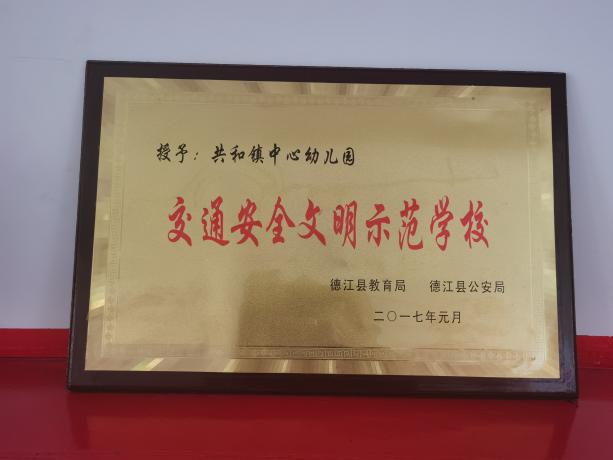 授予：共和镇中心幼儿园
交通安全文明示范学校
德江县教育局 德江县公安局
二〇一七年元月